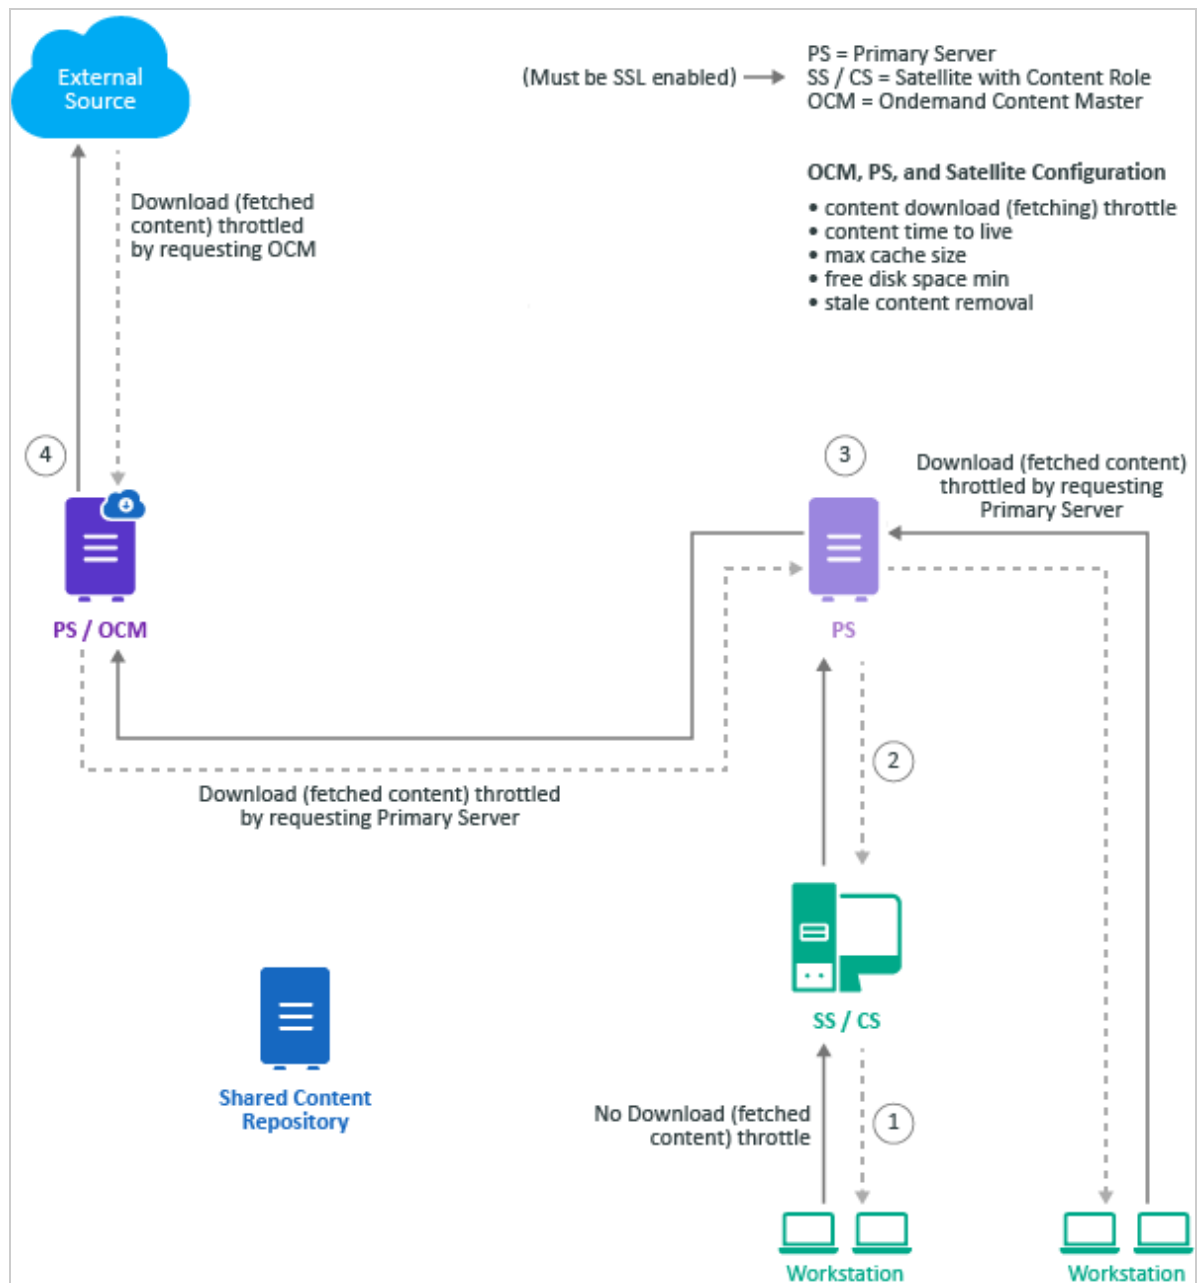 External
Source
(Must be SSL enabled)
PS = Primary Server
SS / CS = Satellite with Content Role
OCM = Ondemand Content Master
OCM, PS, and Satellite Configuration
• content download (fetching) throttle
• content time to live
• max cache size
• free disk space min
• stale content removal
Download (fetched
content) throttled
by requesting OCM
4
3
Download (fetched content)
throttled by requesting
Primary Server
PS / OCM
PS
2
Download (fetched content) throttled
by requesting Primary Server
SS / CS
Shared Content
Repository
No Download (fetched
content) throttle
1
Workstation
Workstation